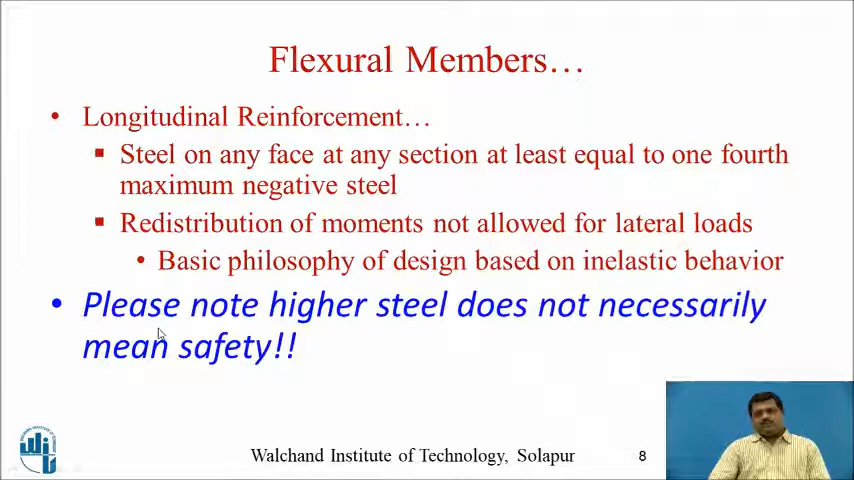 Flexural Members…
• Longitudinal Reinforcement…
▪ Steel on any face at any section at least equal to one fourth
maximum negative steel
▪ Redistribution of moments not allowed for lateral loads
• Basic philosophy of design based on inelastic behavior
• Please note higher steel does not necessarily
mean safety!!
Walchand Institute of Technology, Solapur
8